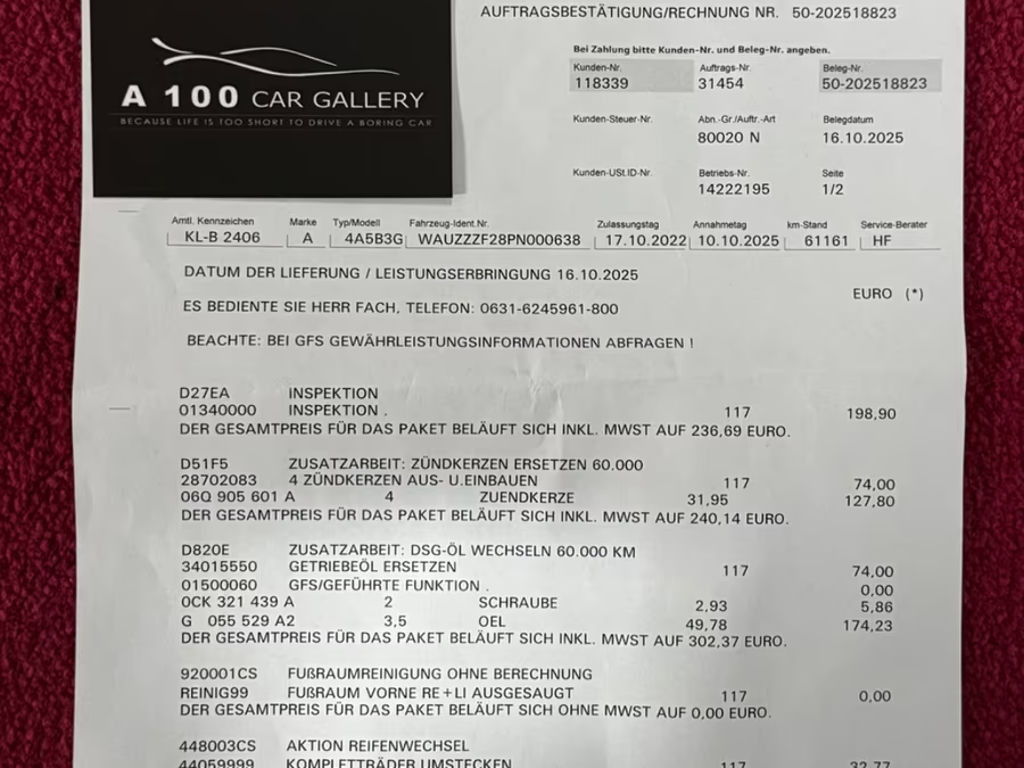 AUFTRAGSBESTÄTIGUNG/RECHNUNG NR. 50-202518823
A 100 CAR GALLERY
BECAUSE LIFE IS TOO SHORT TO DRIVE A BORING CAR
Bei Zahlung bitte Kunden-Nr. und Beleg-Nr. angeben.
Kunden-Nr. Auftrags-Nr. Beleg-Nr.
118339 31454 50-202518823
Kunden-Steuer-Nr. Abn.-Gr./Auftr.-Art Belegdatum
80020 N 16.10.2025
Kunden-USt.ID-Nr. Betriebs-Nr. Seite
14222195 1/2
Amtl. Kennzeichen Marke Typ/Modell Fahrzeug-Ident.Nr. Zulassungstag Annahmetag km-Stand Service-Berater
KL-B 2406 A 4A5B3G WAUZZZF28PN000638 17.10.2022 10.10.2025 61161 HF
DATUM DER LIEFERUNG / LEISTUNGSERBRINGUNG 16.10.2025
EURO (*)
ES BEDIENTE SIE HERR FACH, TELEFON: 0631-6245961-800
BEACHTE: BEI GFS GEWÄHRLEISTUNGSINFORMATIONEN ABFRAGEN !
D27EA INSPEKTION
01340000 INSPEKTION . 117 198,90
DER GESAMTPREIS FÜR DAS PAKET BELÄUFT SICH INKL. MWST AUF 236,69 EURO.
D51F5 ZUSATZARBEIT: ZÜNDKERZEN ERSETZEN 60.000
28702083 4 ZÜNDKERZEN AUS- U.EINBAUEN 117 74,00
06Q 905 601 A 4 ZUENDKERZE 31,95 127,80
DER GESAMTPREIS FÜR DAS PAKET BELÄUFT SICH INKL. MWST AUF 240,14 EURO.
D820E ZUSATZARBEIT: DSG-ÖL WECHSELN 60.000 KM
34015550 GETRIEBEÖL ERSETZEN 117 74,00
01500060 GFS/GEFÜHRTE FUNKTION . 0,00
0CK 321 439 A 2 SCHRAUBE 2,93 5,86
G 055 529 A2 3,5 OEL 49,78 174,23
DER GESAMTPREIS FÜR DAS PAKET BELÄUFT SICH INKL. MWST AUF 302,37 EURO.
920001CS FUßRAUMREINIGUNG OHNE BERECHNUNG
REINIG99 FUßRAUM VORNE RE+LI AUSGESAUGT 117 0,00
DER GESAMTPREIS FÜR DAS PAKET BELÄUFT SICH OHNE MWST AUF 0,00 EURO.
448003CS AKTION REIFENWECHSEL
44059999 KOMPLETTRÄDER UMSTECKEN 117 32,77